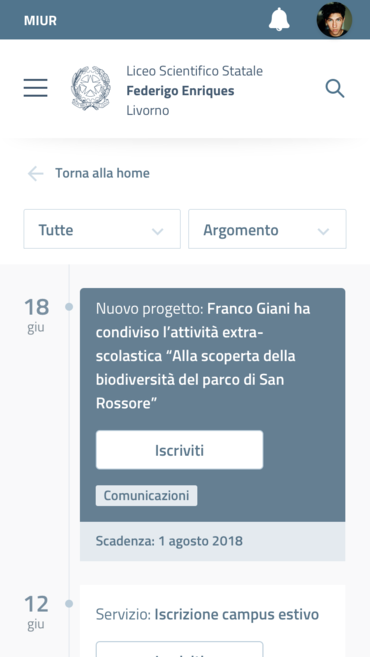 MIUR
Liceo Scientifico Statale
Federigo Enriques
Livorno
Torna alla home
Tutte
Argomento
18
giu
Nuovo progetto: Franco Giani ha
condiviso l’attività extra-
scolastica “Alla scoperta della
biodiversità del parco di San
Rossore”
Iscriviti
Comunicazioni
Scadenza: 1 agosto 2018
12
giu
Servizio: Iscrizione campus estivo